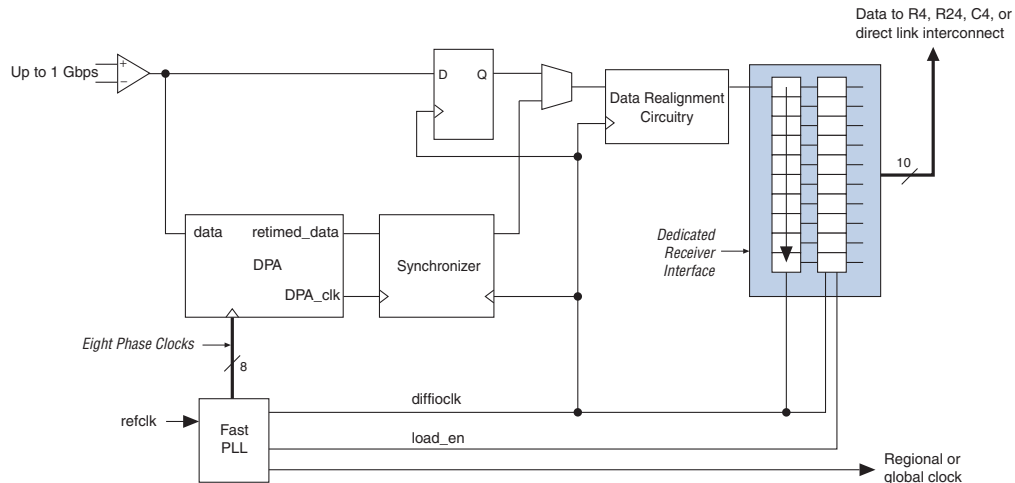 Data to R4, R24, C4, or
direct link interconnect
Up to 1 Gbps
+
−
D Q
Data Realignment
Circuitry
10
data retimed_data
DPA
DPA_clk
Synchronizer
Dedicated
Receiver
Interface
Eight Phase Clocks
8
refclk
Fast
PLL
diffioclk
load_en
Regional or
global clock